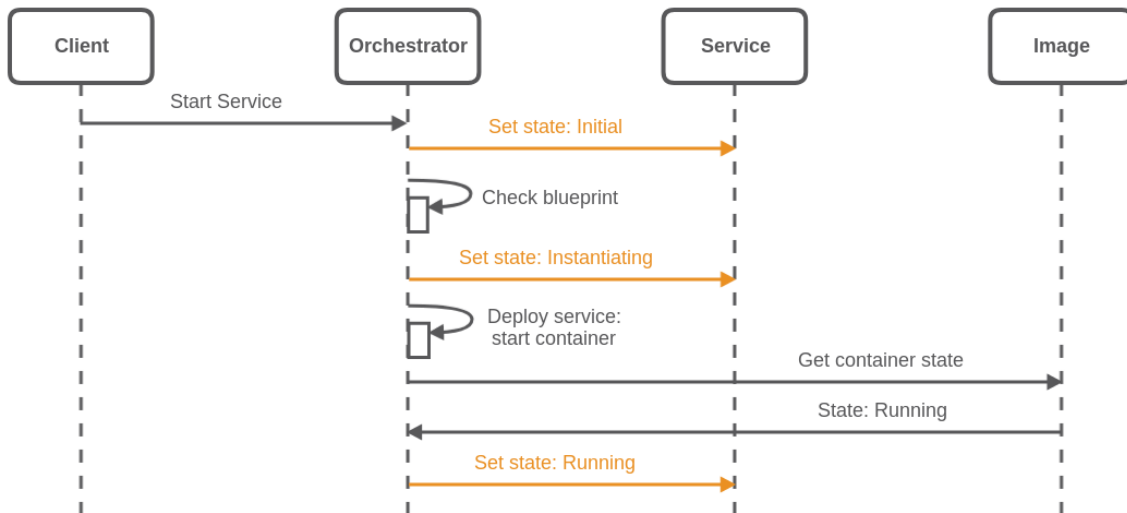 Client
Orchestrator
Service
Image
Start Service
Set state: Initial
Check blueprint
Set state: Instantiating
Deploy service:
start container
Get container state
State: Running
Set state: Running